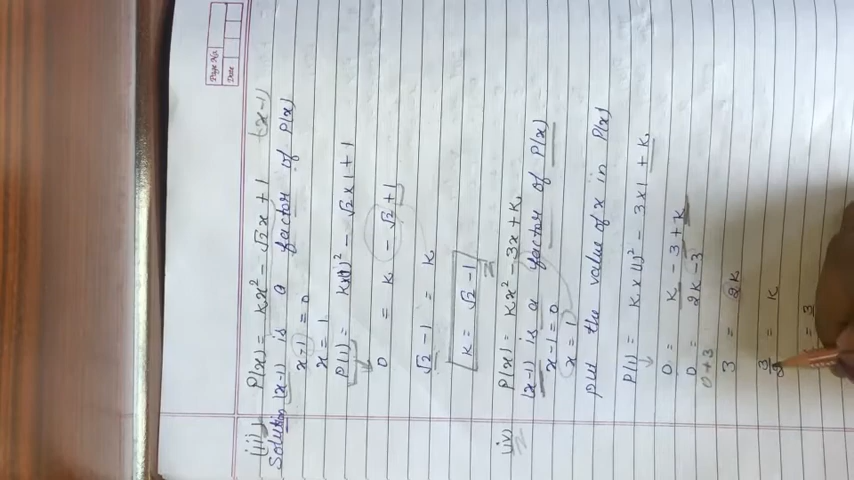 Page No.
Date
(iii) P(x) = Kx² - √2x + 1 (x-1)
Solution (x-1) is a factor of P(x)
x-1 = 0
x = 1
P(1) = K(1)² - √2 x 1 + 1
0 = K - √2 + 1
√2 - 1 = K
K = √2 - 1
(iv) P(x) = Kx² - 3x + K
(x-1) is a factor of P(x)
x-1=0
x = 1
put the value of x in P(x)
P(1) = K x (1)² - 3x1 + K
0 = K - 3 + K
0 = 2K - 3
0+3
3 = 2K
3/2 = K
= 3